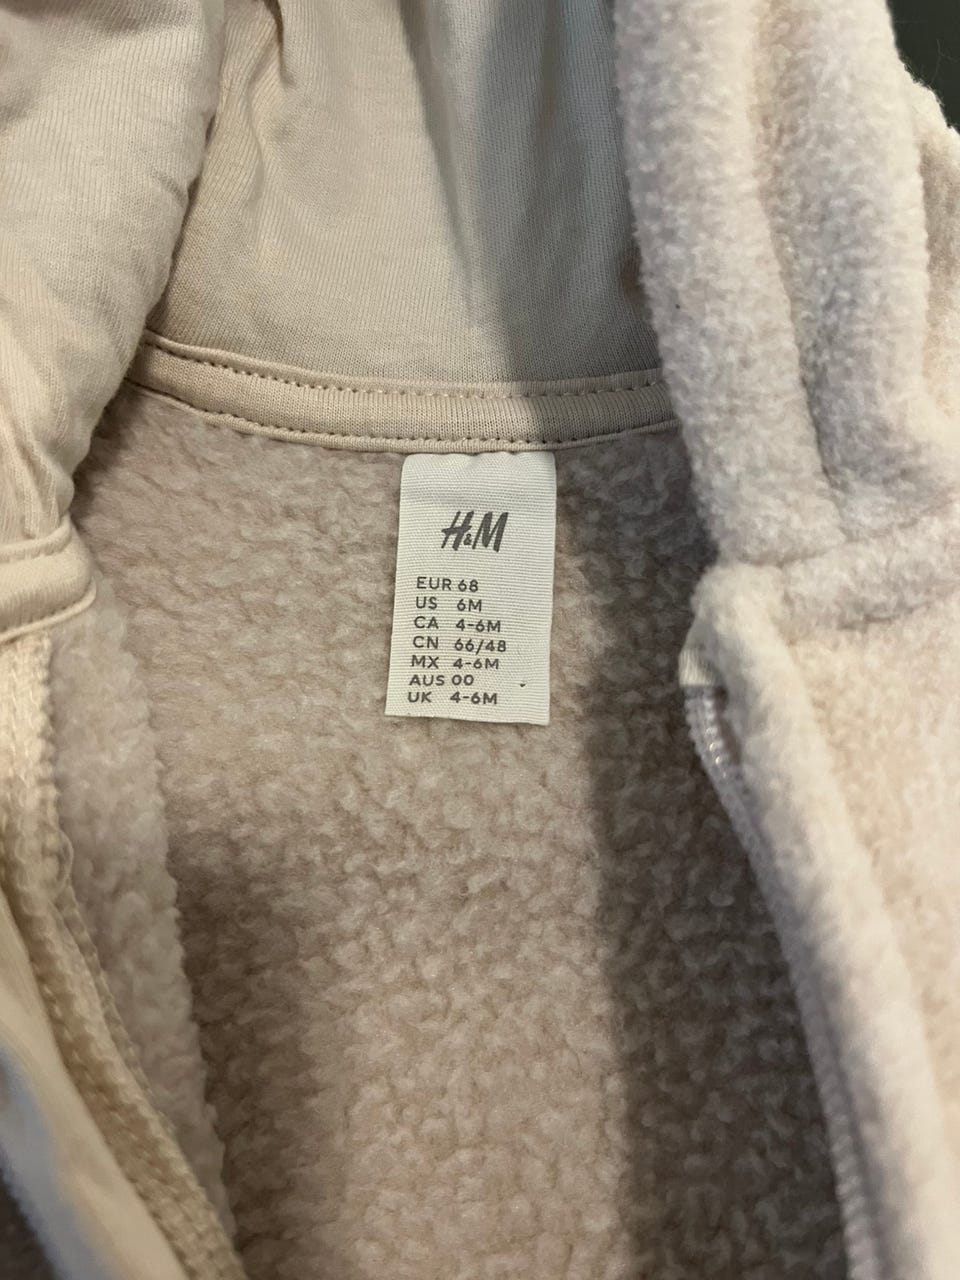 H&M
EUR 68
US 6M
CA 4-6M
CN 66/48
MX 4-6M
AUS 00
UK 4-6M